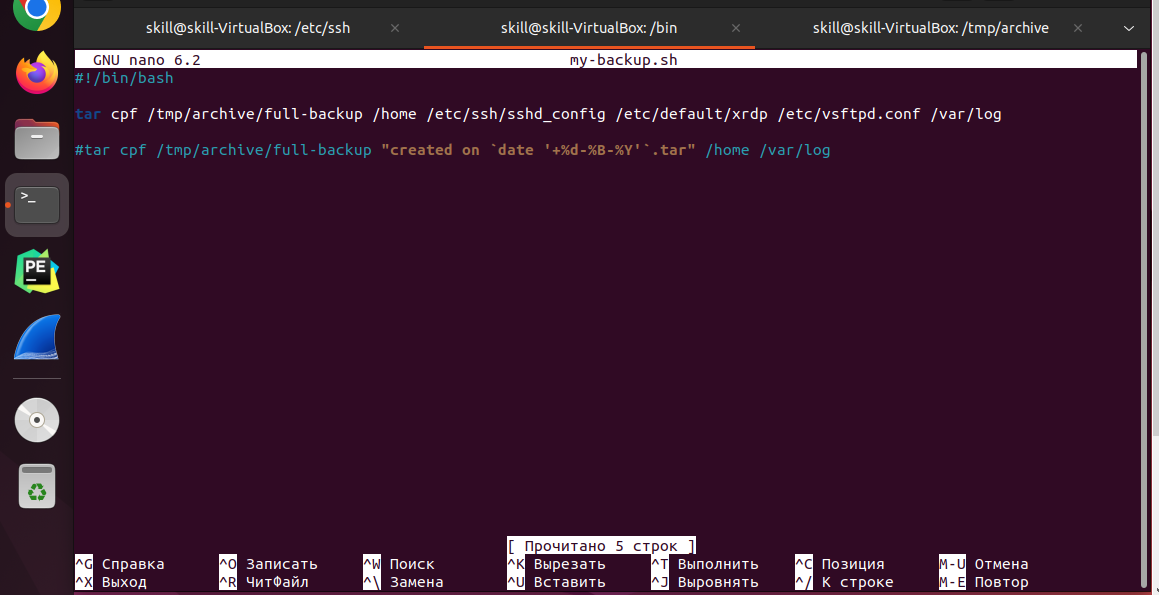 skill@skill-VirtualBox: /etc/ssh
skill@skill-VirtualBox: /bin
skill@skill-VirtualBox: /tmp/archive
GNU nano 6.2 my-backup.sh
#!/bin/bash
tar cpf /tmp/archive/full-backup /home /etc/ssh/sshd_config /etc/default/xrdp /etc/vsftpd.conf /var/log
#tar cpf /tmp/archive/full-backup "created on `date '+%d-%B-%Y'`.tar" /home /var/log
>_
PE
[ Прочитано 5 строк ]
^G Справка ^O Записать ^W Поиск ^K Вырезать ^T Выполнить ^C Позиция M-U Отмена
^X Выход ^R ЧитФайл ^\ Замена ^U Вставить ^J Выровнять ^/ К строке M-E Повтор